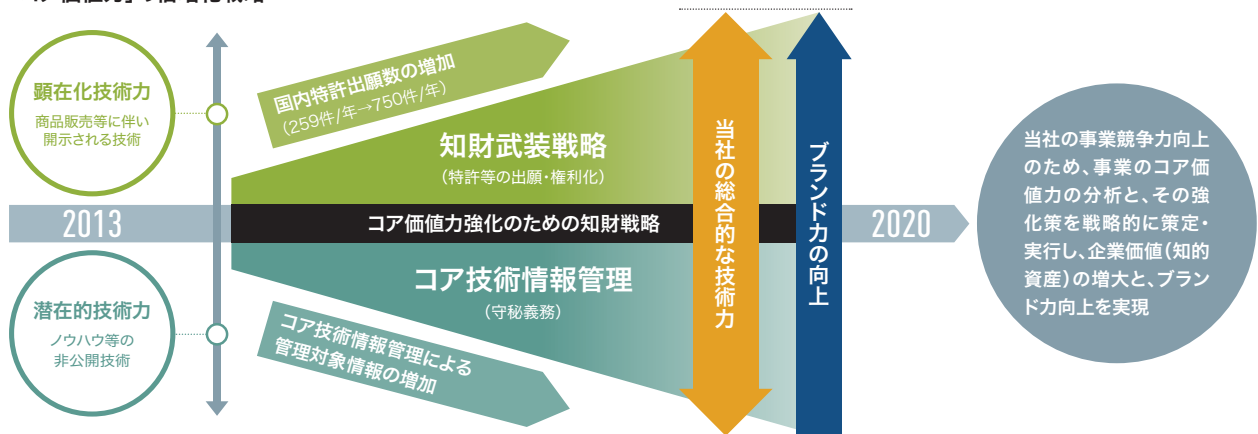 顕在化技術力
商品販売等に伴い
開示される技術
国内特許出願数の増加
（259件/年→750件/年）
知財武装戦略
（特許等の出願・権利化）
2013
コア価値力強化のための知財戦略
当社の総合的な技術力
ブランド力の向上
2020
当社の事業競争力向上
のため、事業のコア価
値力の分析と、その強
化策を戦略的に策定・
実行し、企業価値（知的
資産）の増大と、ブラン
ド力向上を実現
コア技術情報管理
（守秘義務）
潜在的技術力
ノウハウ等の
非公開技術
コア技術情報管理による
管理対象情報の増加